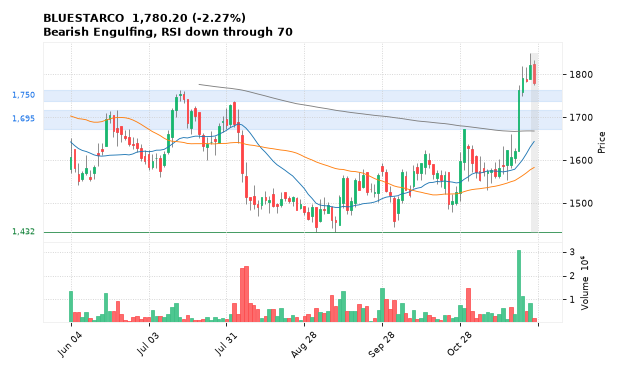 BLUESTARCO 1,780.20 (-2.27%)
Bearish Engulfing, RSI down through 70
1,750
1,695
1,432
1800
1700
1600
1500
Price
3
2
1
Volume 10⁶
Jun 04
Jul 03
Jul 31
Aug 28
Sep 28
Oct 28